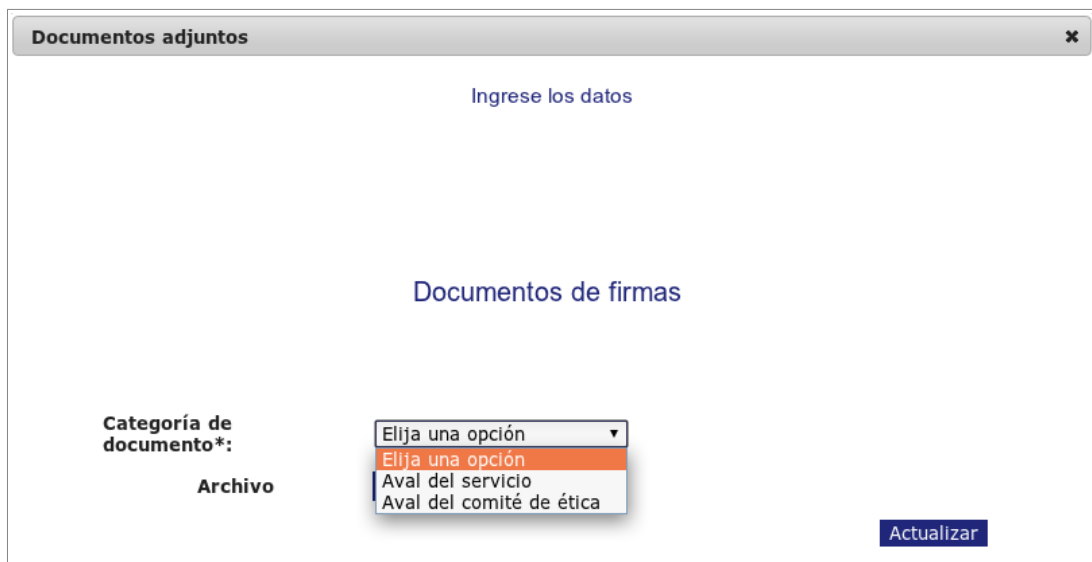 Documentos adjuntos
Ingrese los datos
Documentos de firmas
Categoría de
documento*:
Elija una opción
Elija una opción
Aval del servicio
Aval del comité de ética
Archivo
Actualizar